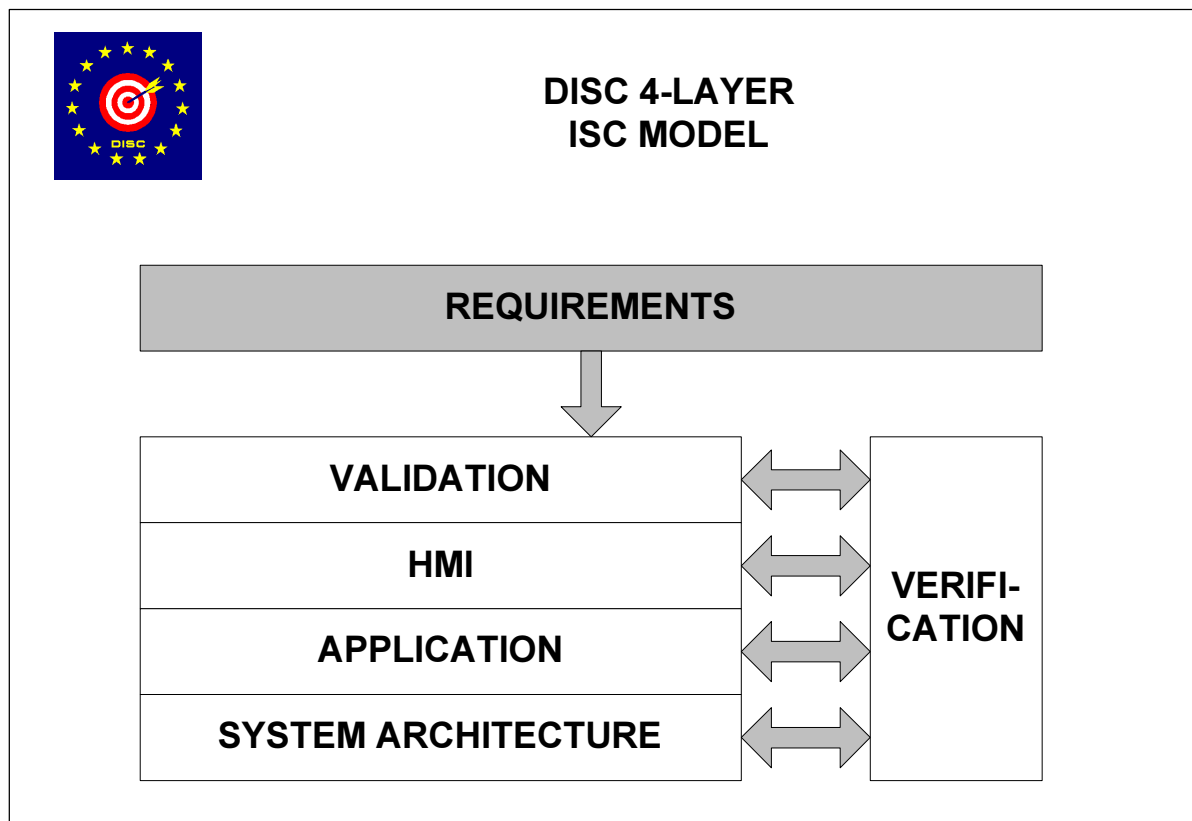 DISC
DISC 4-LAYER
ISC MODEL
REQUIREMENTS
VALIDATION
HMI
APPLICATION
SYSTEM ARCHITECTURE
VERIFI-
CATION